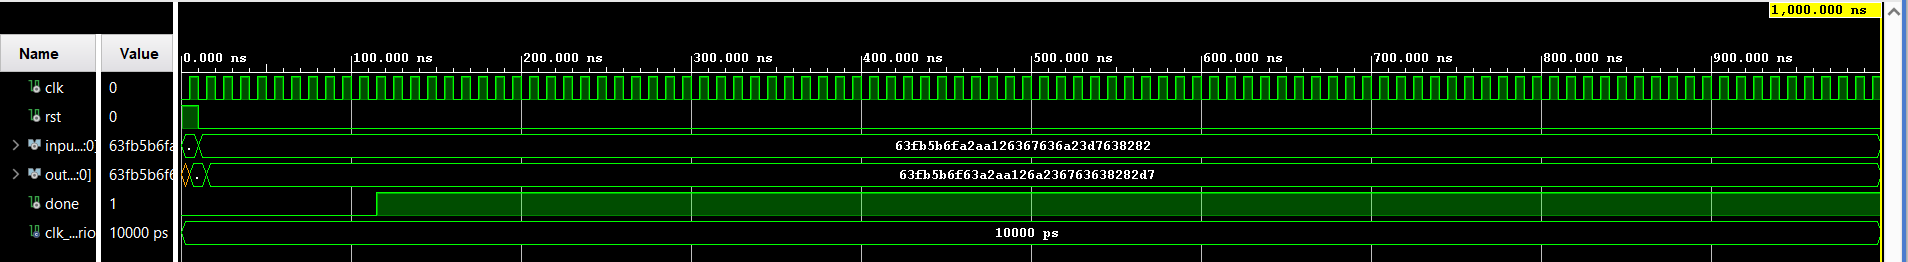 1,000.000 ns
Name Value
0.000 ns 100.000 ns 200.000 ns 300.000 ns 400.000 ns 500.000 ns 600.000 ns 700.000 ns 800.000 ns 900.000 ns
clk 0
rst 0
inpu...:0] 63fb5b6fa . 63fb5b6fa2aa126367636a23d7638282
out...:0] 63fb5b6f6 . 63fb5b6f63a2aa126a236763638282d7
done 1
clk_...rio 10000 ps 10000 ps